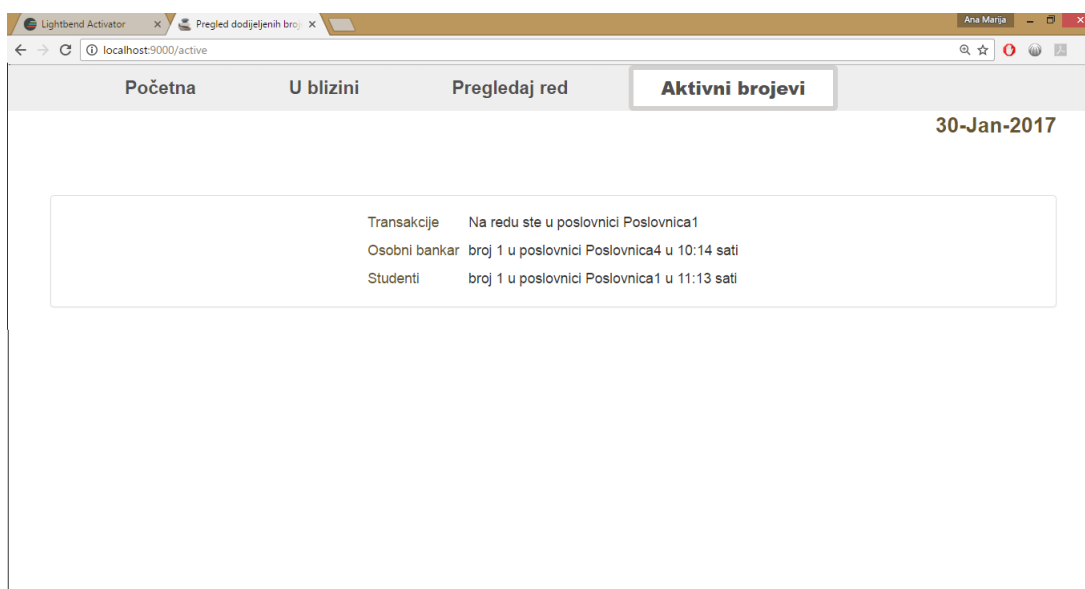 Lightbend Activator
Pregled dodijeljenih broj
Ana Marija
localhost:9000/active
Početna U blizini Pregledaj red Aktivni brojevi
30-Jan-2017
Transakcije Na redu ste u poslovnici Poslovnica1
Osobni bankar broj 1 u poslovnici Poslovnica4 u 10:14 sati
Studenti broj 1 u poslovnici Poslovnica1 u 11:13 sati